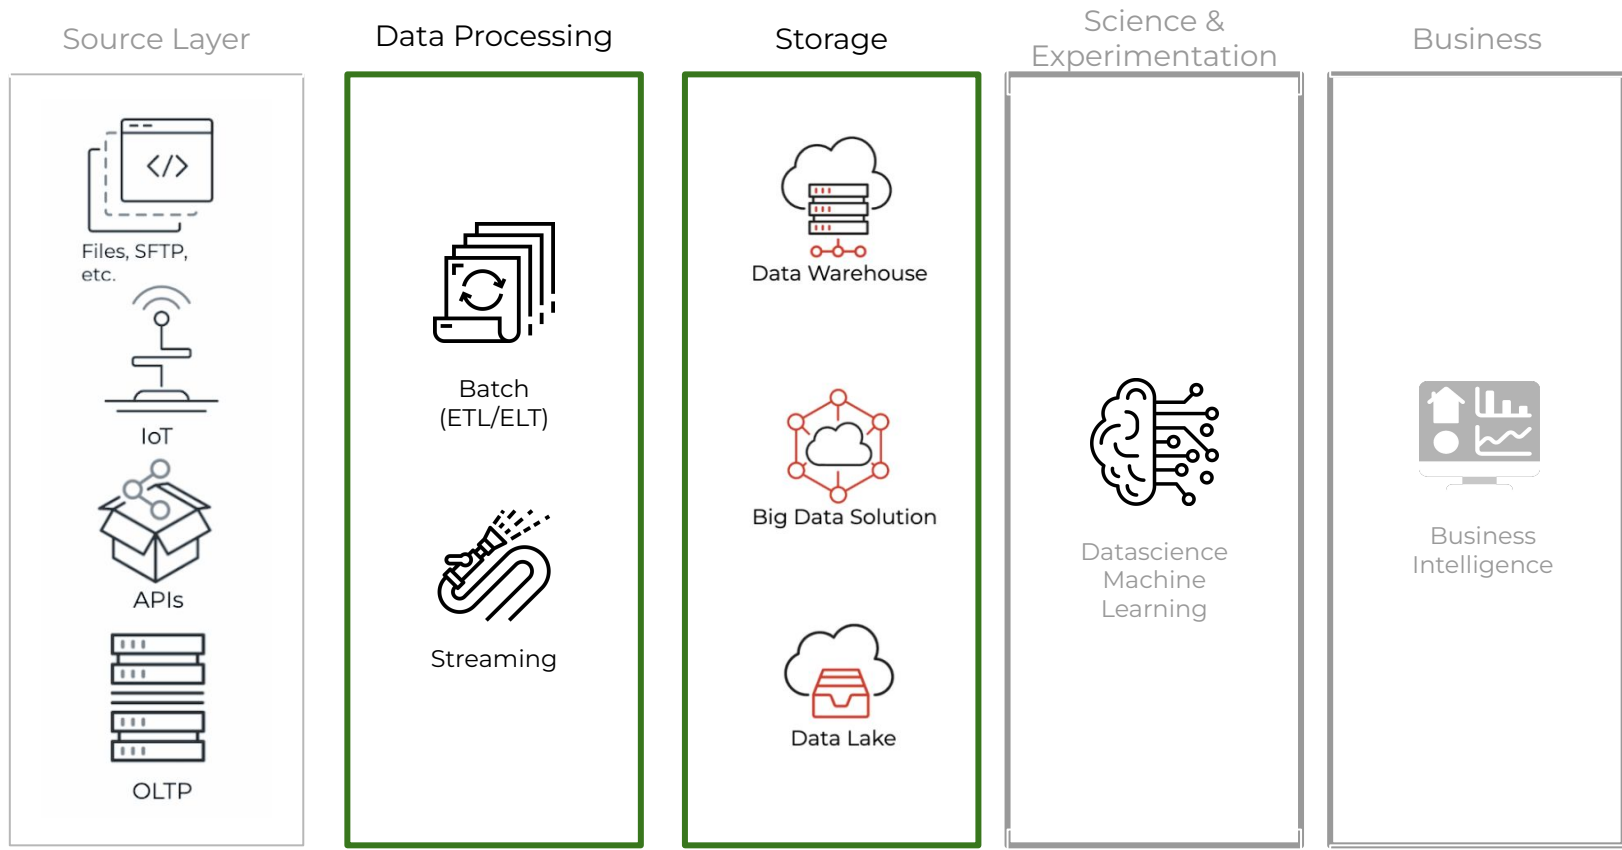 Source Layer
Data Processing
Storage
Science &
Experimentation
Business
</>
Files, SFTP,
etc.
IoT
APIs
OLTP
Batch
(ETL/ELT)
Streaming
Data Warehouse
Big Data Solution
Data Lake
Datascience
Machine
Learning
Business
Intelligence